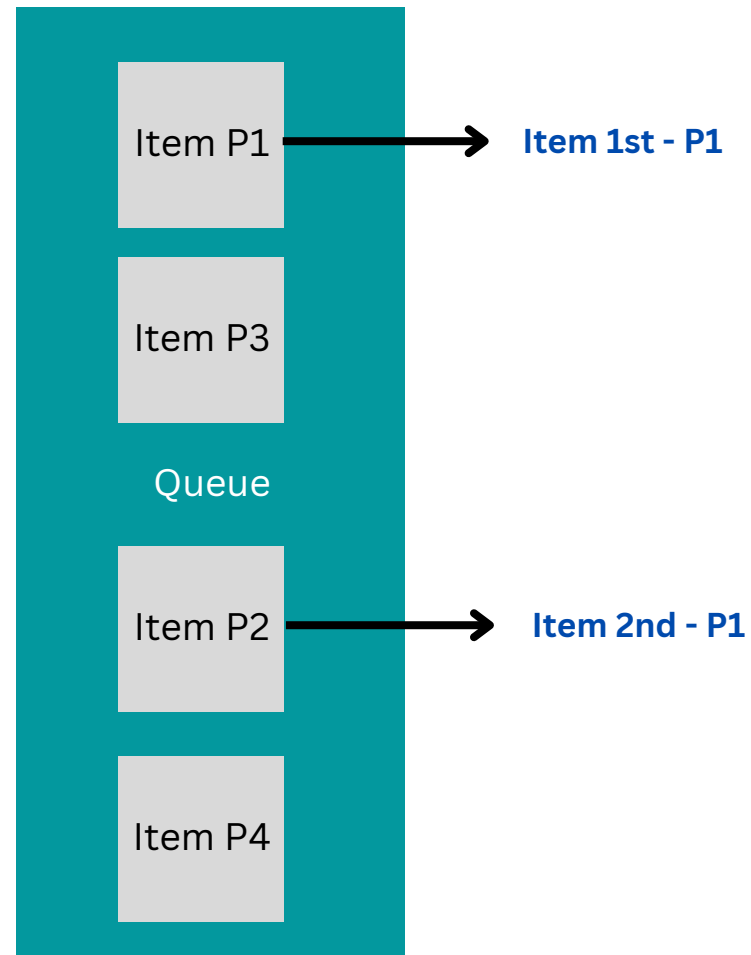 Item P1
Item 1st - P1
Item P3
Queue
Item P2
Item 2nd - P1
Item P4